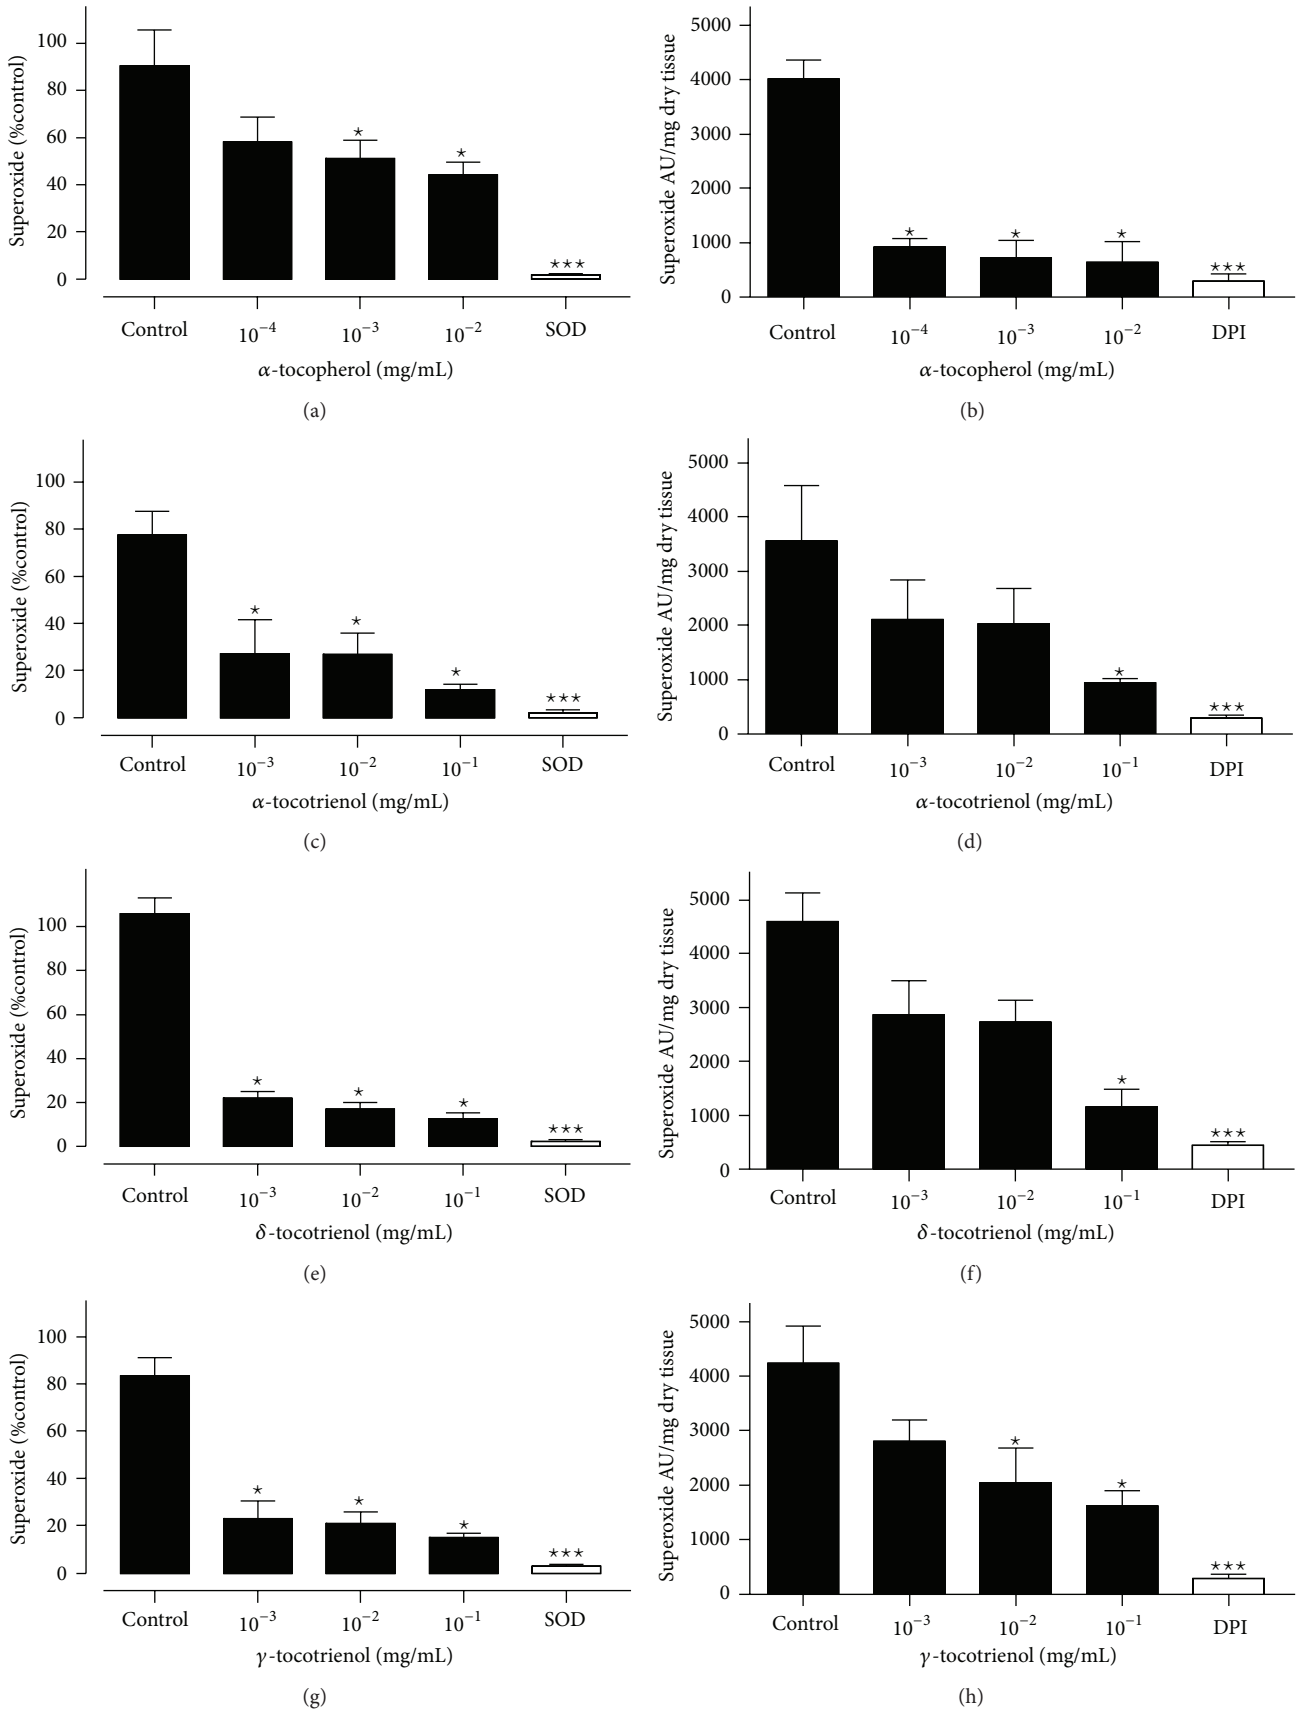 Superoxide (%control)
100
80
60
40
20
0
***
*
*
Control
10⁻⁴
10⁻³
10⁻²
SOD
α-tocopherol (mg/mL)
(a)
Superoxide AU/mg dry tissue
5000
4000
3000
2000
1000
0
*
*
*
***
Control
10⁻⁴
10⁻³
10⁻²
DPI
α-tocopherol (mg/mL)
(b)
Superoxide (%control)
100
80
60
40
20
0
*
*
*
***
Control
10⁻³
10⁻²
10⁻¹
SOD
α-tocotrienol (mg/mL)
(c)
Superoxide AU/mg dry tissue
5000
4000
3000
2000
1000
0
*
***
Control
10⁻³
10⁻²
10⁻¹
DPI
α-tocotrienol (mg/mL)
(d)
Superoxide (%control)
100
80
60
40
20
0
*
*
*
***
Control
10⁻³
10⁻²
10⁻¹
SOD
δ-tocotrienol (mg/mL)
(e)
Superoxide AU/mg dry tissue
5000
4000
3000
2000
1000
0
*
***
Control
10⁻³
10⁻²
10⁻¹
DPI
δ-tocotrienol (mg/mL)
(f)
Superoxide (%control)
100
80
60
40
20
0
*
*
*
***
Control
10⁻³
10⁻²
10⁻¹
SOD
γ-tocotrienol (mg/mL)
(g)
Superoxide AU/mg dry tissue
5000
4000
3000
2000
1000
0
*
*
***
Control
10⁻³
10⁻²
10⁻¹
DPI
γ-tocotrienol (mg/mL)
(h)